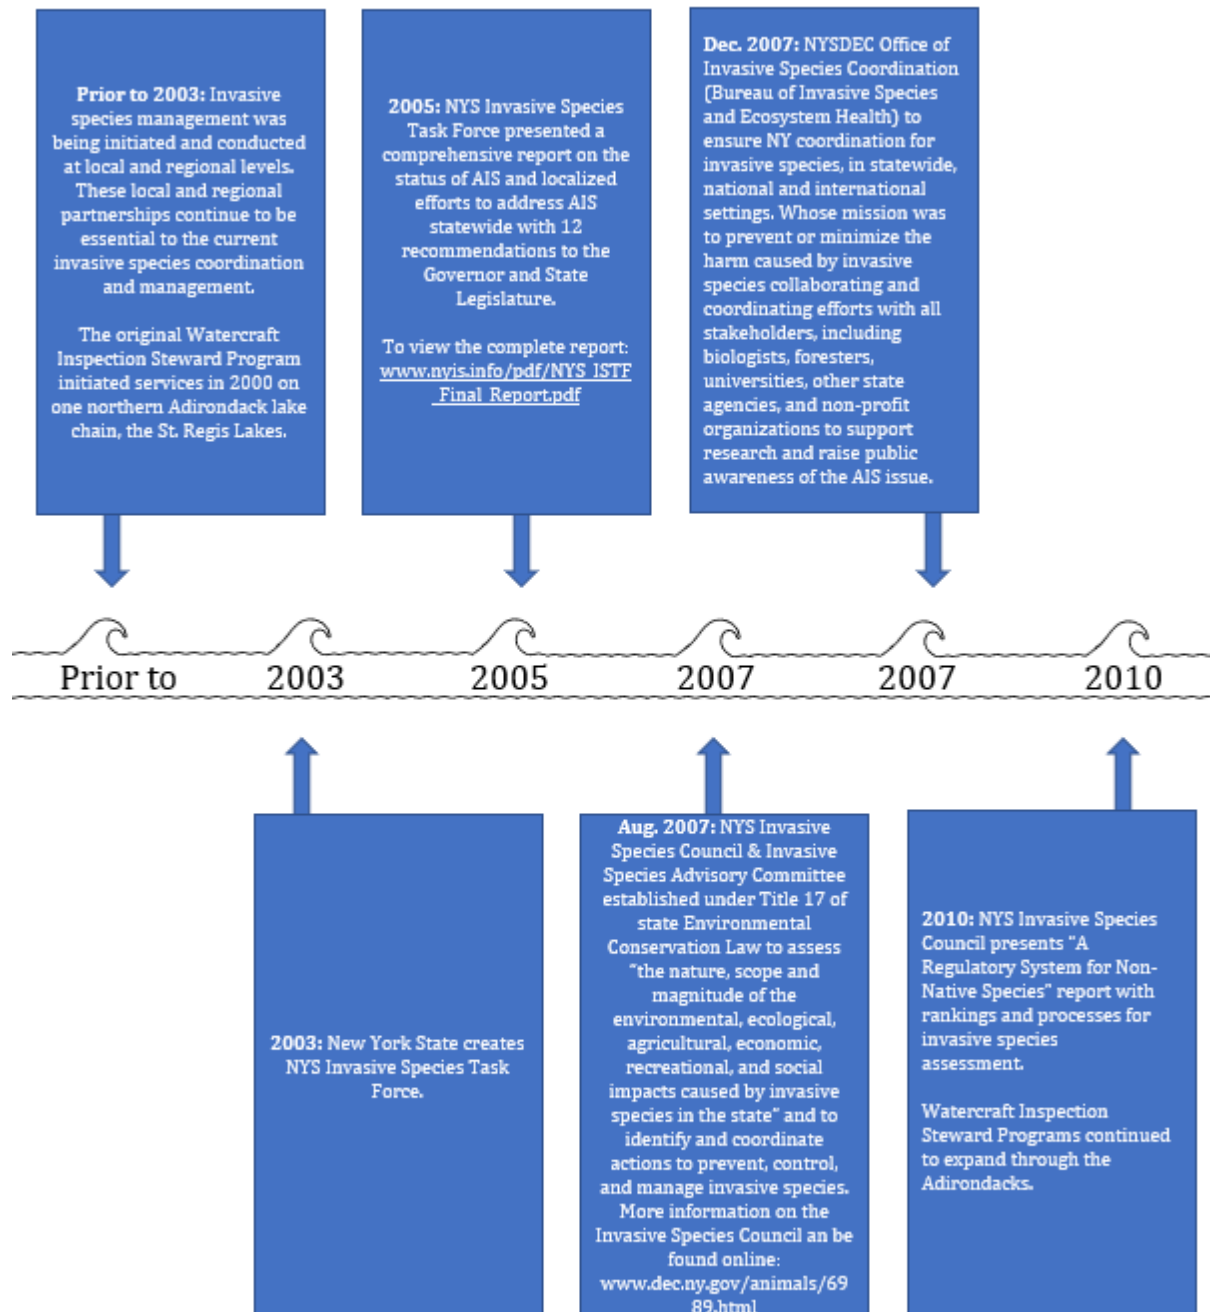 Prior to 2003: Invasive
species management was
being initiated and conducted
at local and regional levels.
These local and regional
partnerships continue to be
essential to the current
invasive species coordination
and management.
The original Watercraft
Inspection Steward Program
initiated services in 2000 on
one northern Adirondack lake
chain, the St. Regis Lakes.
2005: NYS Invasive Species
Task Force presented a
comprehensive report on the
status of AIS and localized
efforts to address AIS
statewide with 12
recommendations to the
Governor and State
Legislature.
To view the complete report:
www.nyis.info/pdf/NYS_ISTF
_Final_Report.pdf
Dec. 2007: NYSDEC Office of
Invasive Species Coordination
(Bureau of Invasive Species
and Ecosystem Health) to
ensure NY coordination for
invasive species, in statewide,
national and international
settings. Whose mission was
to prevent or minimize the
harm caused by invasive
species collaborating and
coordinating efforts with all
stakeholders, including
biologists, foresters,
universities, other state
agencies, and non-profit
organizations to support
research and raise public
awareness of the AIS issue.
Prior to 2003 2005 2007 2007 2010
2003: New York State creates
NYS Invasive Species Task
Force.
Aug. 2007: NYS Invasive
Species Council & Invasive
Species Advisory Committee
established under Title 17 of
state Environmental
Conservation Law to assess
"the nature, scope and
magnitude of the
environmental, ecological,
agricultural, economic,
recreational, and social
impacts caused by invasive
species in the state" and to
identify and coordinate
actions to prevent, control,
and manage invasive species.
More information on the
Invasive Species Council an be
found online:
www.dec.ny.gov/animals/69
89.html
2010: NYS Invasive Species
Council presents "A
Regulatory System for Non-
Native Species" report with
rankings and processes for
invasive species
assessment.
Watercraft Inspection
Steward Programs continued
to expand through the
Adirondacks.